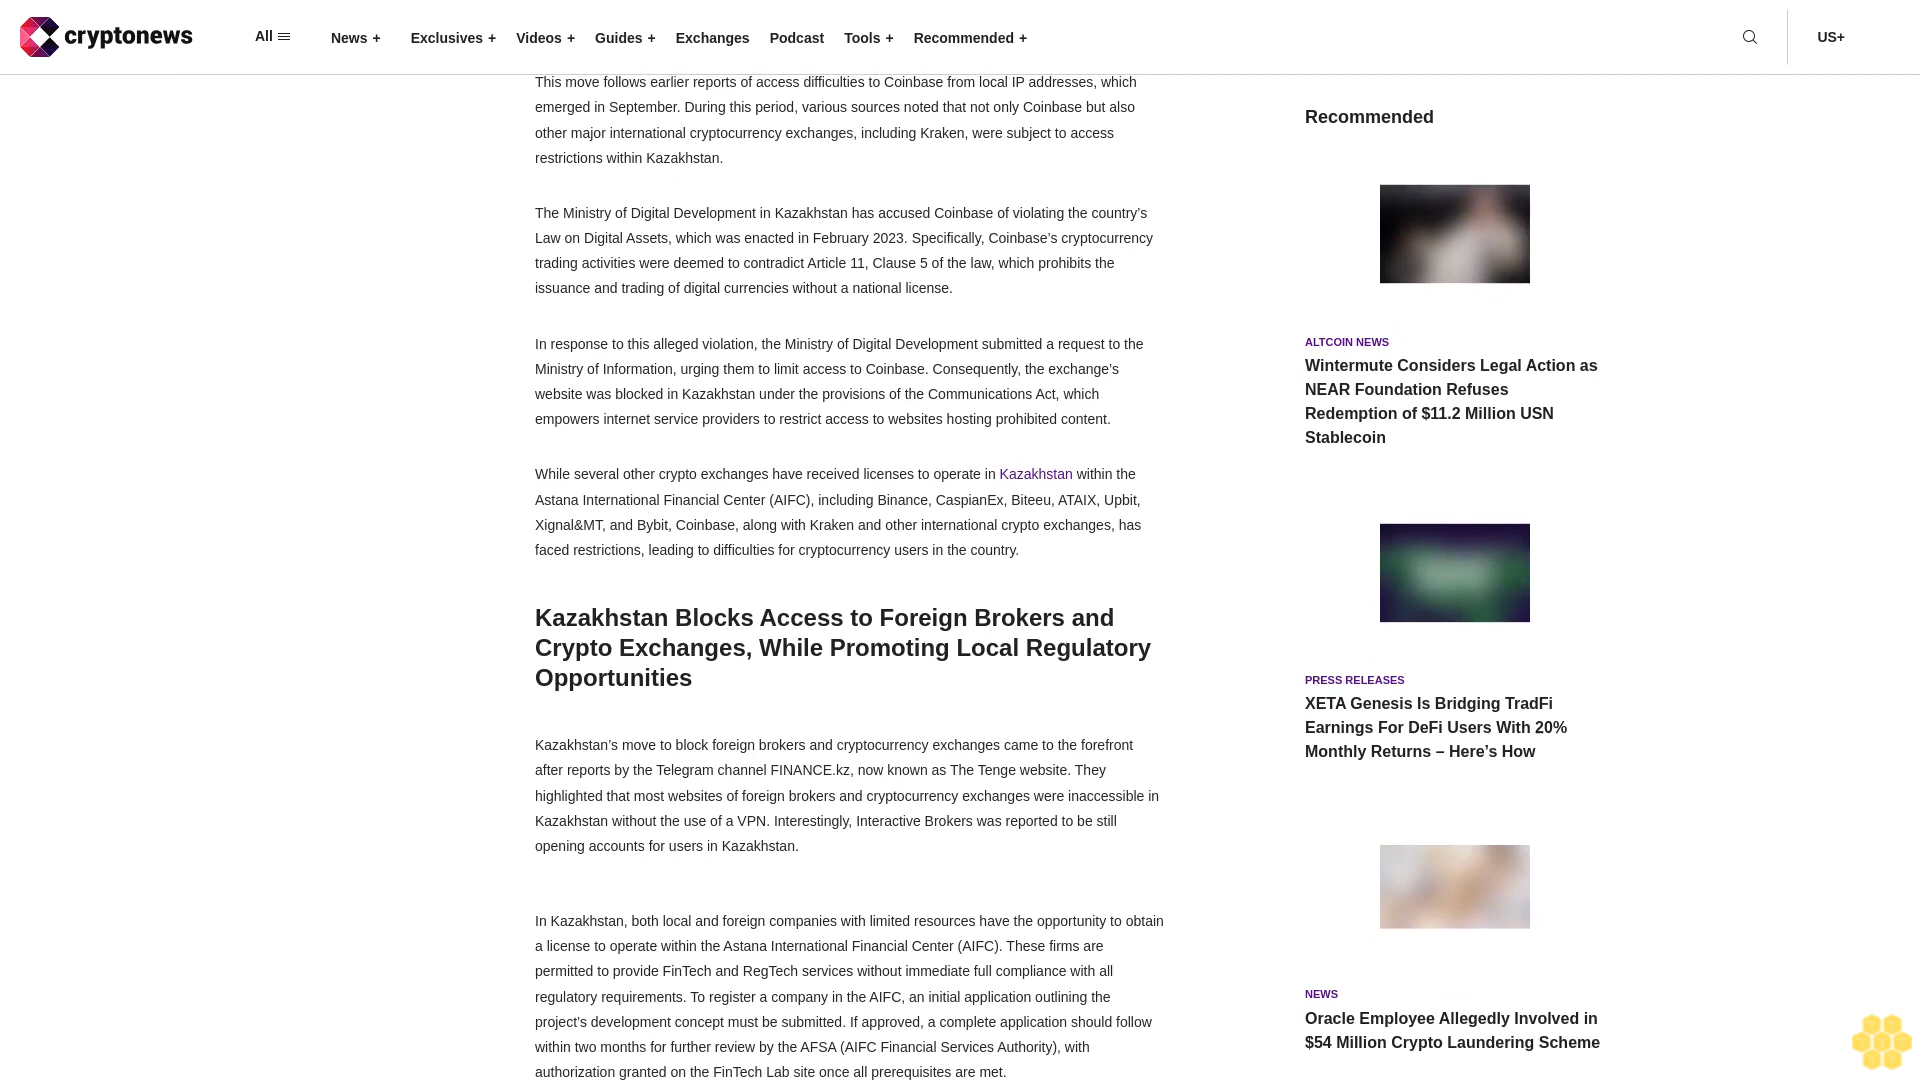 cryptonews
All
News +
Exclusives +
Videos +
Guides +
Exchanges
Podcast
Tools +
Recommended +
US+
This move follows earlier reports of access difficulties to Coinbase from local IP addresses, which
emerged in September. During this period, various sources noted that not only Coinbase but also
other major international cryptocurrency exchanges, including Kraken, were subject to access
restrictions within Kazakhstan.
The Ministry of Digital Development in Kazakhstan has accused Coinbase of violating the country’s
Law on Digital Assets, which was enacted in February 2023. Specifically, Coinbase’s cryptocurrency
trading activities were deemed to contradict Article 11, Clause 5 of the law, which prohibits the
issuance and trading of digital currencies without a national license.
In response to this alleged violation, the Ministry of Digital Development submitted a request to the
Ministry of Information, urging them to limit access to Coinbase. Consequently, the exchange’s
website was blocked in Kazakhstan under the provisions of the Communications Act, which
empowers internet service providers to restrict access to websites hosting prohibited content.
While several other crypto exchanges have received licenses to operate in Kazakhstan within the
Astana International Financial Center (AIFC), including Binance, CaspianEx, Biteeu, ATAIX, Upbit,
Xignal&MT, and Bybit, Coinbase, along with Kraken and other international crypto exchanges, has
faced restrictions, leading to difficulties for cryptocurrency users in the country.
Kazakhstan Blocks Access to Foreign Brokers and
Crypto Exchanges, While Promoting Local Regulatory
Opportunities
Kazakhstan’s move to block foreign brokers and cryptocurrency exchanges came to the forefront
after reports by the Telegram channel FINANCE.kz, now known as The Tenge website. They
highlighted that most websites of foreign brokers and cryptocurrency exchanges were inaccessible in
Kazakhstan without the use of a VPN. Interestingly, Interactive Brokers was reported to be still
opening accounts for users in Kazakhstan.
In Kazakhstan, both local and foreign companies with limited resources have the opportunity to obtain
a license to operate within the Astana International Financial Center (AIFC). These firms are
permitted to provide FinTech and RegTech services without immediate full compliance with all
regulatory requirements. To register a company in the AIFC, an initial application outlining the
project’s development concept must be submitted. If approved, a complete application should follow
within two months for further review by the AFSA (AIFC Financial Services Authority), with
authorization granted on the FinTech Lab site once all prerequisites are met.
Recommended
ALTCOIN NEWS
Wintermute Considers Legal Action as
NEAR Foundation Refuses
Redemption of $11.2 Million USN
Stablecoin
PRESS RELEASES
XETA Genesis Is Bridging TradFi
Earnings For DeFi Users With 20%
Monthly Returns – Here’s How
NEWS
Oracle Employee Allegedly Involved in
$54 Million Crypto Laundering Scheme